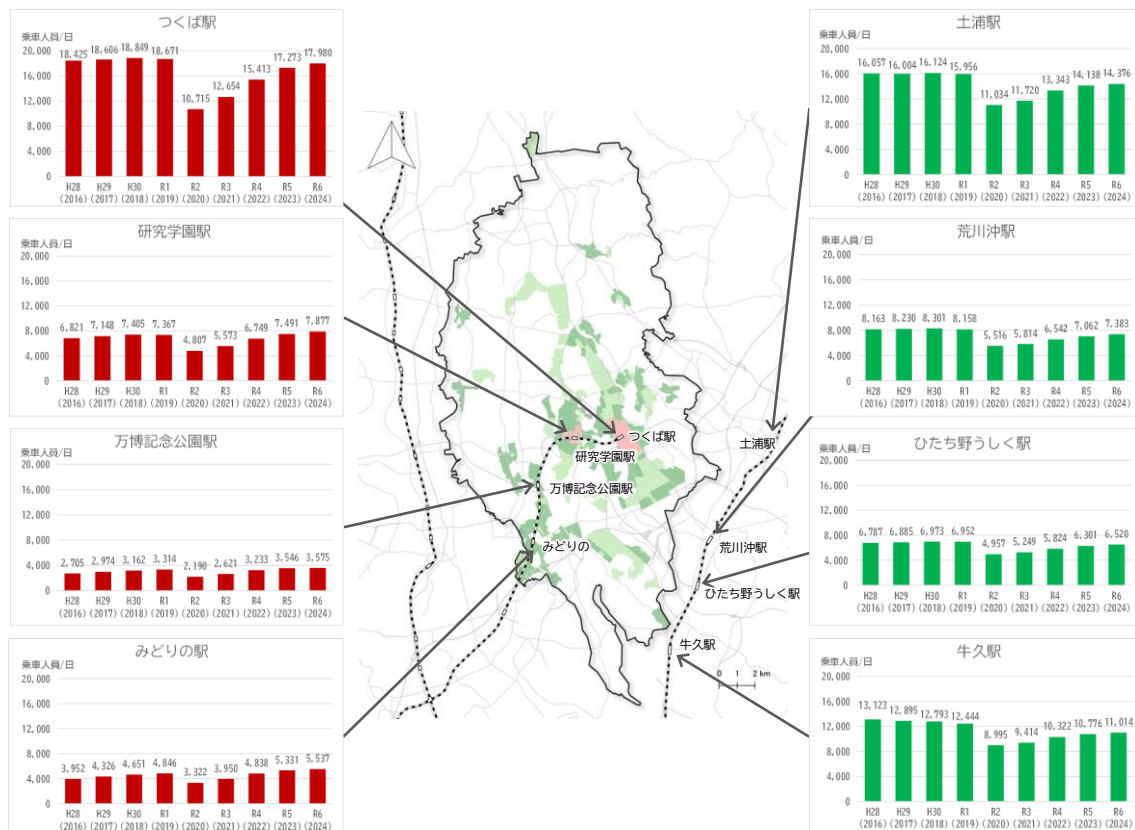 つくば駅
乗車人員/日
20,000
16,000
12,000
8,000
4,000
0
18,425 18,606 18,849 18,671 10,715 12,654 15,413 17,273 17,980
H28 H29 H30 R1 R2 R3 R4 R5 R6
(2016) (2017) (2018) (2019) (2020) (2021) (2022) (2023) (2024)
研究学園駅
乗車人員/日
20,000
16,000
12,000
8,000
4,000
0
6,821 7,148 7,405 7,367 4,807 5,573 6,749 7,491 7,877
H28 H29 H30 R1 R2 R3 R4 R5 R6
(2016) (2017) (2018) (2019) (2020) (2021) (2022) (2023) (2024)
万博記念公園駅
乗車人員/日
20,000
16,000
12,000
8,000
4,000
0
2,705 2,974 3,162 3,314 2,190 2,621 3,233 3,546 3,575
H28 H29 H30 R1 R2 R3 R4 R5 R6
(2016) (2017) (2018) (2019) (2020) (2021) (2022) (2023) (2024)
みどりの駅
乗車人員/日
20,000
16,000
12,000
8,000
4,000
0
3,952 4,326 4,651 4,846 3,322 3,950 4,838 5,331 5,537
H28 H29 H30 R1 R2 R3 R4 R5 R6
(2016) (2017) (2018) (2019) (2020) (2021) (2022) (2023) (2024)
つくば駅
研究学園駅
土浦駅
万博記念公園駅
みどりの
荒川沖駅
ひたち野うしく駅
牛久駅
0 1 2 km
土浦駅
乗車人員/日
20,000
16,000
12,000
8,000
4,000
0
16,057 16,004 16,124 15,956 11,034 11,720 13,343 14,138 14,376
H28 H29 H30 R1 R2 R3 R4 R5 R6
(2016) (2017) (2018) (2019) (2020) (2021) (2022) (2023) (2024)
荒川沖駅
乗車人員/日
20,000
16,000
12,000
8,000
4,000
0
8,163 8,230 8,301 8,158 5,516 5,814 6,542 7,062 7,383
H28 H29 H30 R1 R2 R3 R4 R5 R6
(2016) (2017) (2018) (2019) (2020) (2021) (2022) (2023) (2024)
ひたち野うしく駅
乗車人員/日
20,000
16,000
12,000
8,000
4,000
0
6,787 6,885 6,973 6,952 4,957 5,249 5,824 6,301 6,520
H28 H29 H30 R1 R2 R3 R4 R5 R6
(2016) (2017) (2018) (2019) (2020) (2021) (2022) (2023) (2024)
牛久駅
乗車人員/日
20,000
16,000
12,000
8,000
4,000
0
13,123 12,895 12,793 12,444 8,995 9,414 10,322 10,776 11,014
H28 H29 H30 R1 R2 R3 R4 R5 R6
(2016) (2017) (2018) (2019) (2020) (2021) (2022) (2023) (2024)